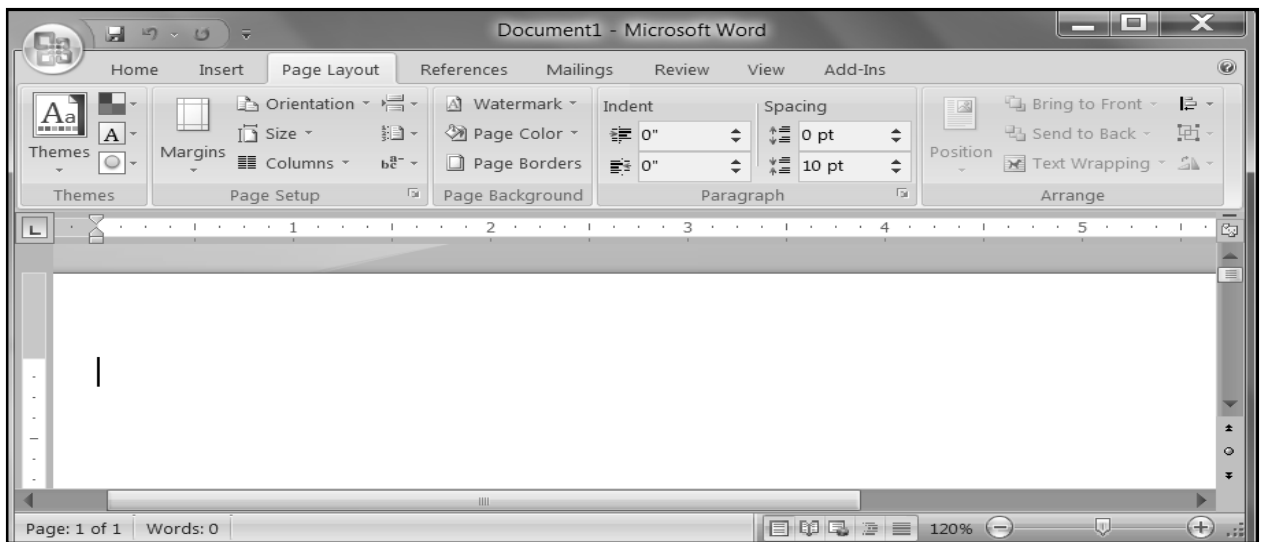 Document1 - Microsoft Word
Home Insert Page Layout References Mailings Review View Add-Ins
Aa Orientation Watermark Indent Spacing Bring to Front
A Size Page Color 0" 0 pt Send to Back
Themes Margins Columns Page Borders 0" 10 pt Position Text Wrapping
Themes Page Setup Page Background Paragraph Arrange
L 1 2 3 4 5
Page: 1 of 1 Words: 0 120%